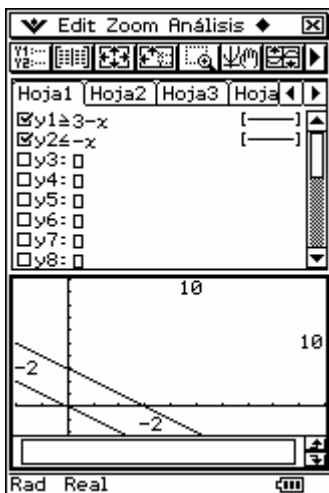 Edit Zoom Análisis ◆
Hoja1 Hoja2 Hoja3 Hoja
y1≥3-x
y2≤-x
y3:
y4:
y5:
y6:
y7:
y8:
10
10
-2
-2
Rad Real